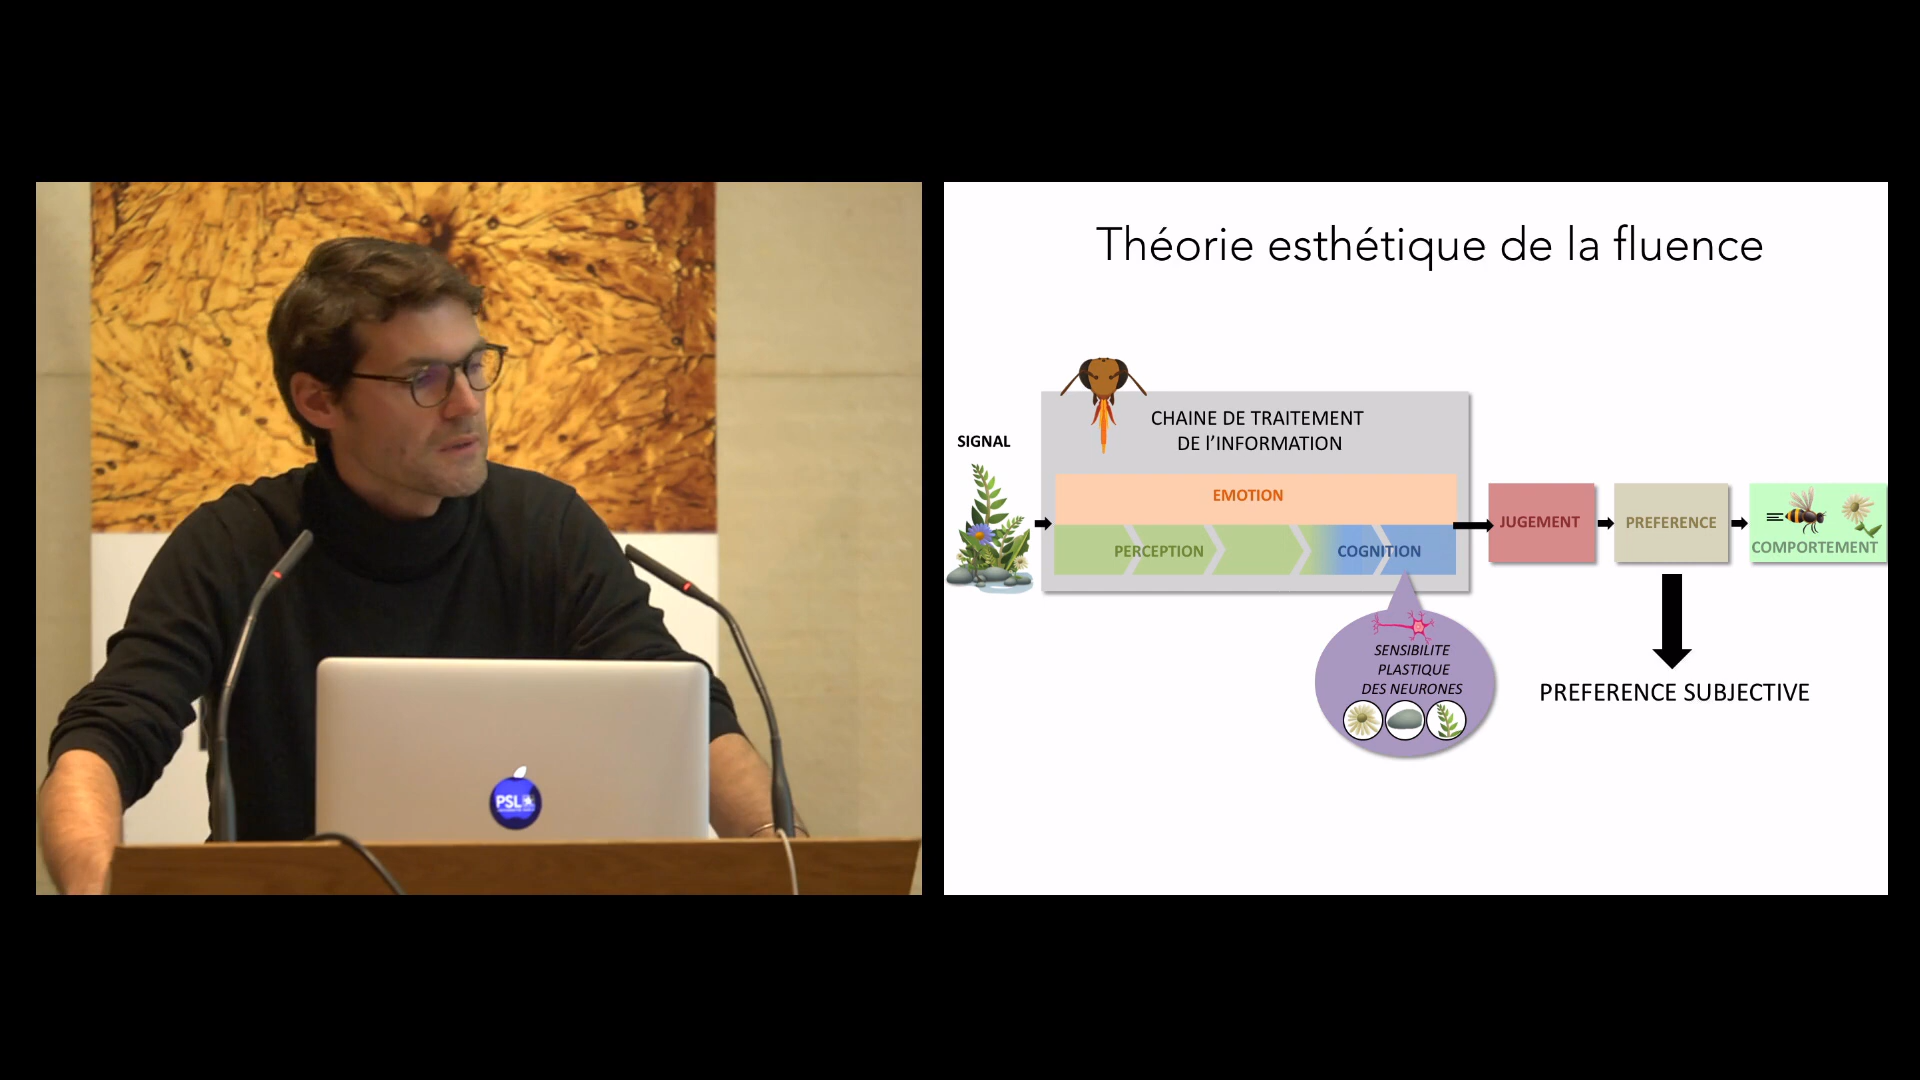 Théorie esthétique de la fluence
CHAINE DE TRAITEMENT
DE l'INFORMATION
SIGNAL
EMOTION
PERCEPTION
COGNITION
JUGEMENT
PREFERENCE
COMPORTEMENT
SENSIBILITE
PLASTIQUE
DES NEURONES
PREFERENCE SUBJECTIVE
PSL